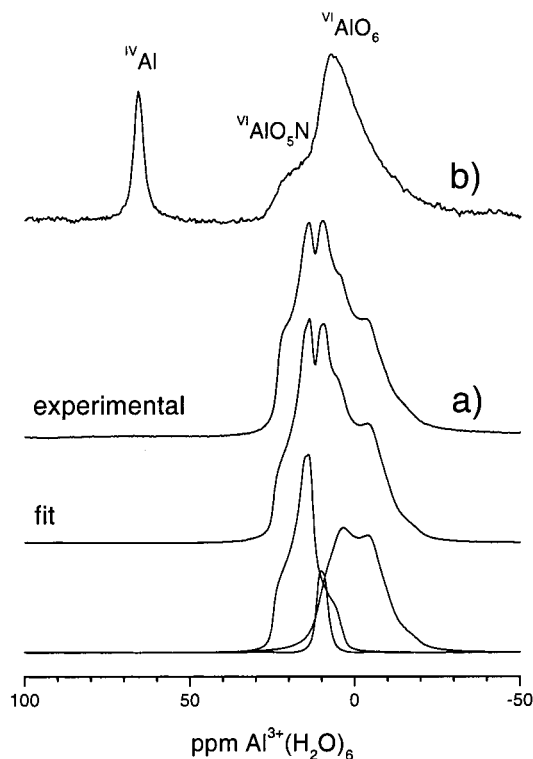 VIAlO6
IVAl
VIAlO5N
b)
experimental
a)
fit
100 50 0 -50
ppm Al3+(H2O)6